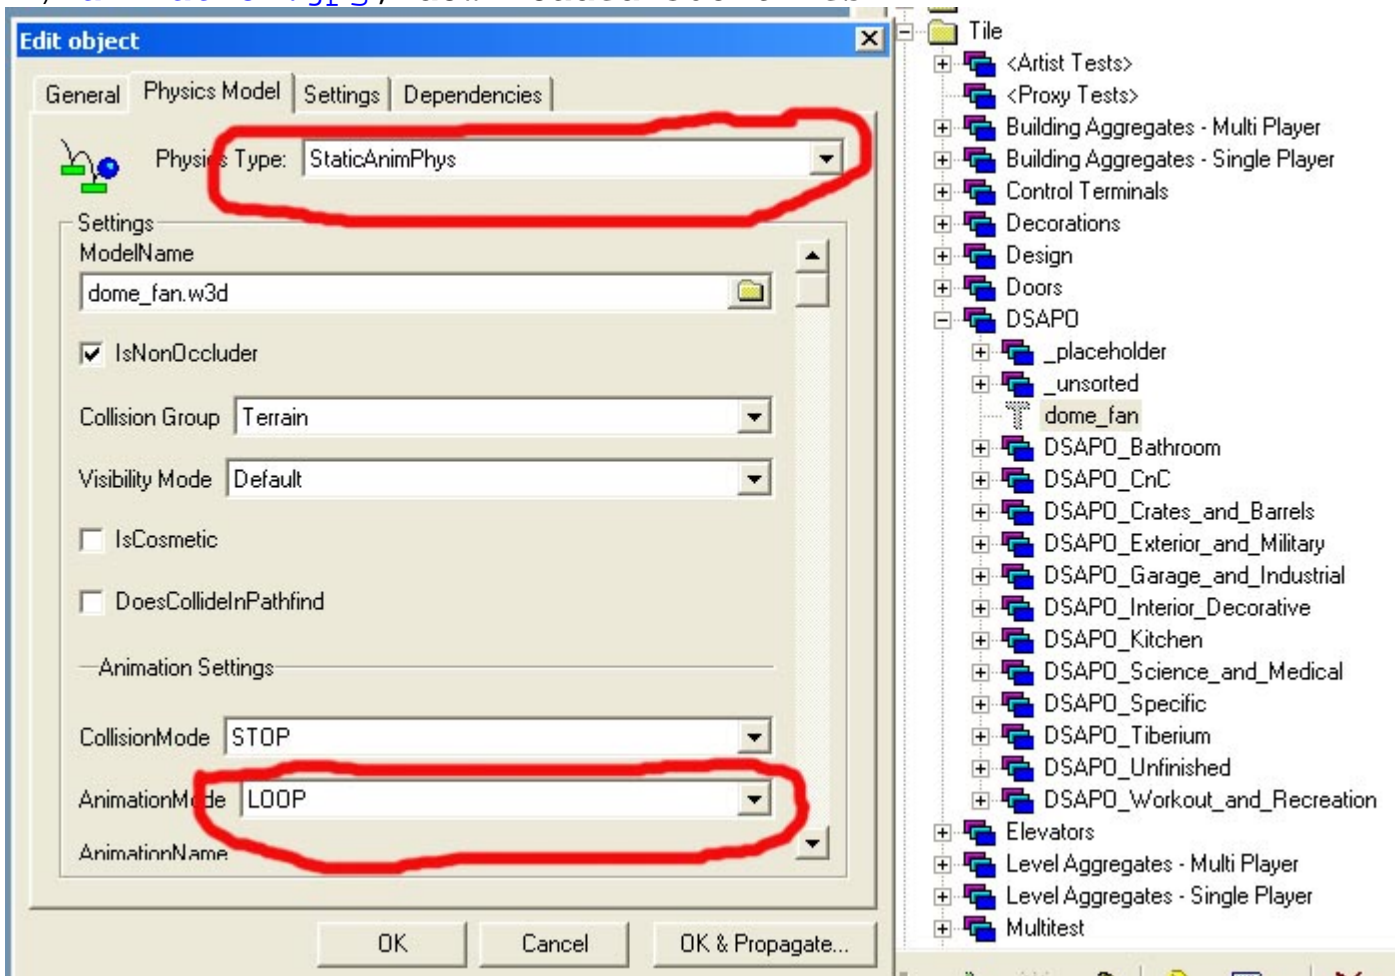 Edit object
General
Physics Model
Settings
Dependencies
Physics Type:
StaticAnimPhys
Settings
ModelName
dome_fan.w3d
IsNonOccluder
Collision Group
Terrain
Visibility Mode
Default
IsCosmetic
DoesCollideInPathfind
Animation Settings
CollisionMode
STOP
AnimationMode
LOOP
AnimationName
OK
Cancel
OK & Propagate...
Tile
<Artist Tests>
<Proxy Tests>
Building Aggregates - Multi Player
Building Aggregates - Single Player
Control Terminals
Decorations
Design
Doors
DSAPO
_placeholder
_unsorted
dome_fan
DSAPO_Bathroom
DSAPO_CnC
DSAPO_Crates_and_Barrels
DSAPO_Exterior_and_Military
DSAPO_Garage_and_Industrial
DSAPO_Interior_Decorative
DSAPO_Kitchen
DSAPO_Science_and_Medical
DSAPO_Specific
DSAPO_Tiberium
DSAPO_Unfinished
DSAPO_Workout_and_Recreation
Elevators
Level Aggregates - Multi Player
Level Aggregates - Single Player
Multitest